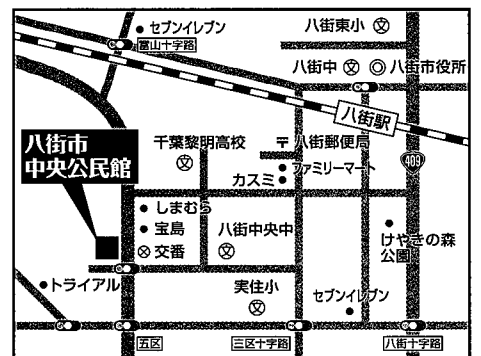 セブンイレブン
富山十字路
八街東小 文
八街中 文 ◎ 八街市役所
八街駅
八街市
中央公民館
千葉黎明高校
文
〒 八街郵便局
ファミリーマート
カスミ
409
しまむら
宝島
交番
八街中央中
文
けやきの森
公園
トライアル
実住小
文
セブンイレブン
五区
三区十字路
八街十字路